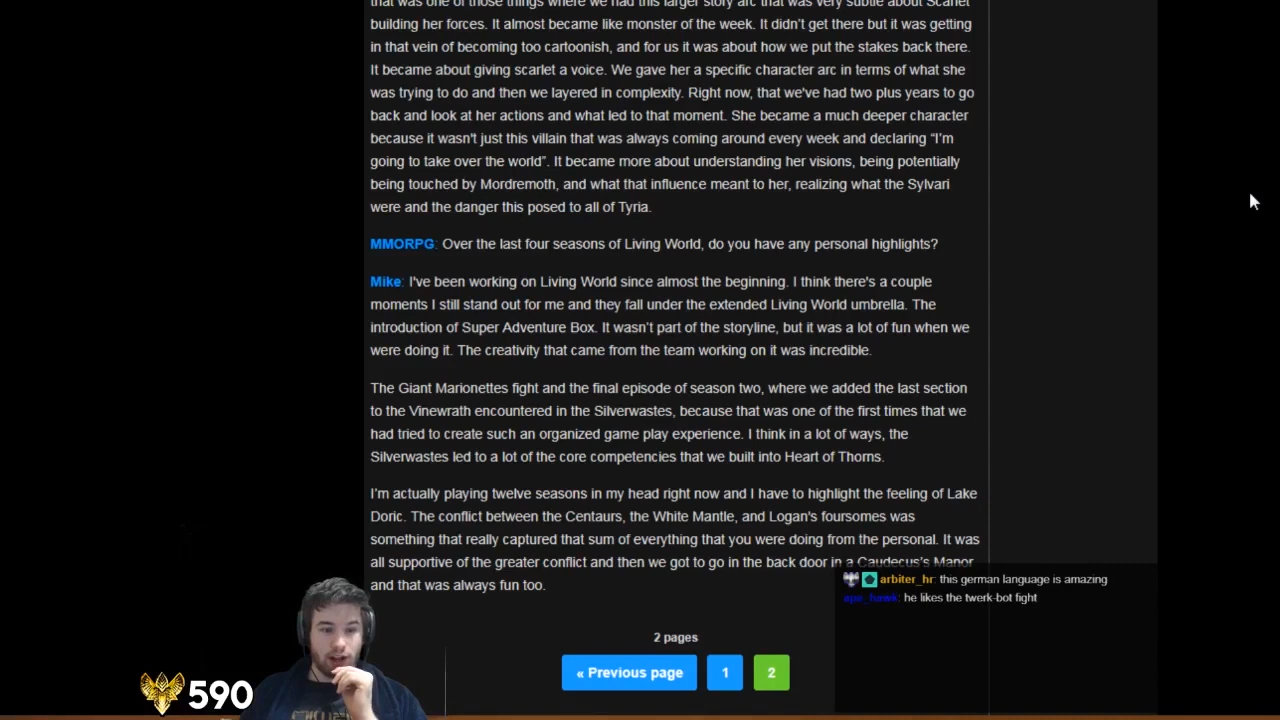 that was one of those things where we had this larger story arc that was very subtle about Scarlet
building her forces. It almost became like monster of the week. It didn't get there but it was getting
in that vein of becoming too cartoonish, and for us it was about how we put the stakes back there.
It became about giving scarlet a voice. We gave her a specific character arc in terms of what she
was trying to do and then we layered in complexity. Right now, that we've had two plus years to go
back and look at her actions and what led to that moment. She became a much deeper character
because it wasn't just this villain that was always coming around every week and declaring “I'm
going to take over the world”. It became more about understanding her visions, being potentially
being touched by Mordremoth, and what that influence meant to her, realizing what the Sylvari
were and the danger this posed to all of Tyria.
MMORPG: Over the last four seasons of Living World, do you have any personal highlights?
Mike: I've been working on Living World since almost the beginning. I think there's a couple
moments I still stand out for me and they fall under the extended Living World umbrella. The
introduction of Super Adventure Box. It wasn't part of the storyline, but it was a lot of fun when we
were doing it. The creativity that came from the team working on it was incredible.
The Giant Marionettes fight and the final episode of season two, where we added the last section
to the Vinewrath encountered in the Silverwastes, because that was one of the first times that we
had tried to create such an organized game play experience. I think in a lot of ways, the
Silverwastes led to a lot of the core competencies that we built into Heart of Thorns.
I'm actually playing twelve seasons in my head right now and I have to highlight the feeling of Lake
Doric. The conflict between the Centaurs, the White Mantle, and Logan's foursomes was
something that really captured that sum of everything that you were doing from the personal. It was
all supportive of the greater conflict and then we got to go in the back door in a Caudecus's Manor
and that was always fun too.
arbiter_hr: this german language is amazing
he likes the twerk-bot fight
2 pages
« Previous page 1 2
590